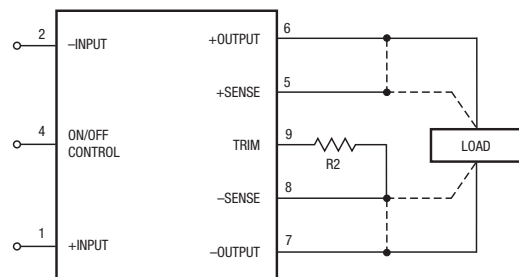 2
–INPUT
4
ON/OFF
CONTROL
1
+INPUT
+OUTPUT
6
+SENSE
5
TRIM
9
R2
–SENSE
8
–OUTPUT
7
LOAD